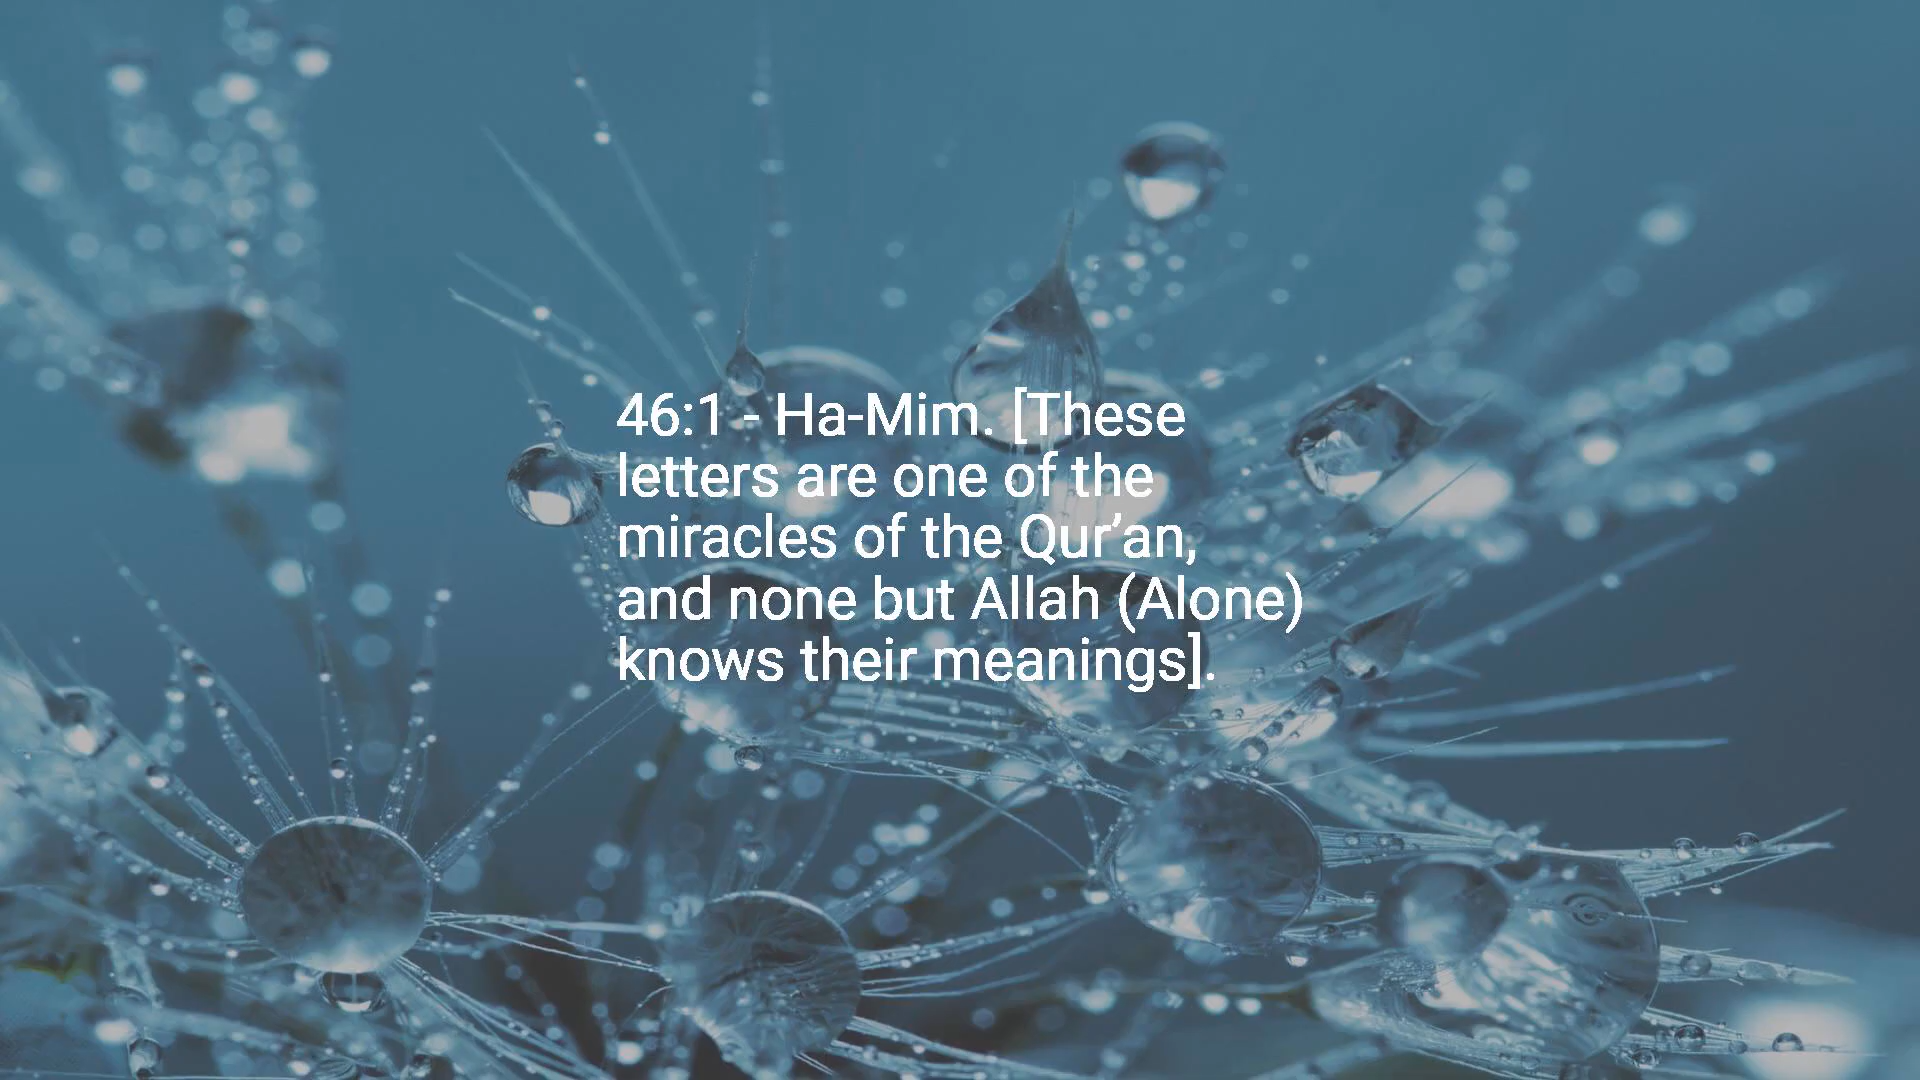 46:1 - Ha-Mim. [These
letters are one of the
miracles of the Qur’an,
and none but Allah (Alone)
knows their meanings].